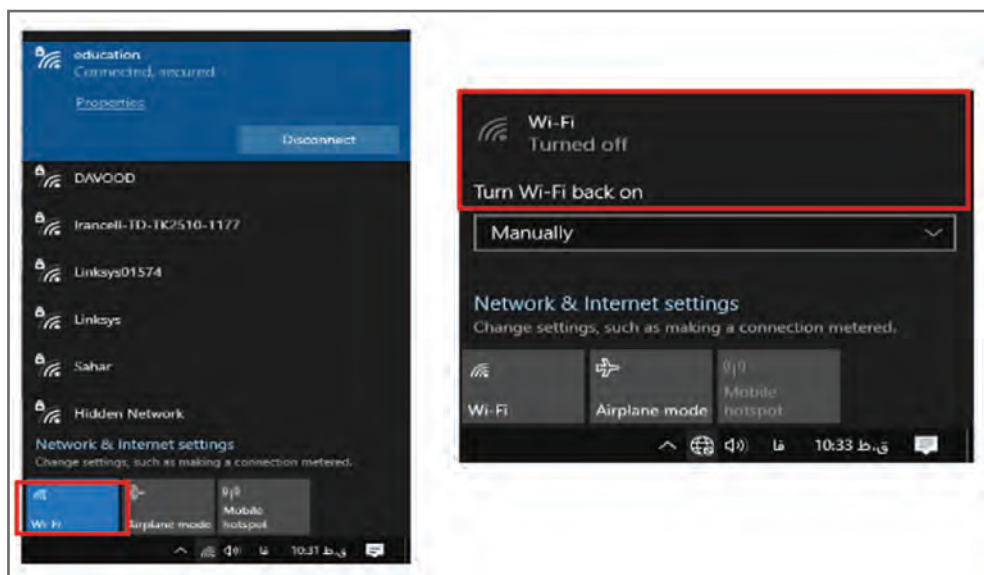 education
Connected, secured
Properties
Disconnect
DAVOOD
Irancell-TD-TK2510-1177
Linksys01574
Linksys
Sahar
Hidden Network
Network & Internet settings
Change settings, such as making a connection metered.
Wi-Fi
Airplane mode
Mobile hotspot
فا
10:31 ق.ظ
Wi-Fi
Turned off
Turn Wi-Fi back on
Manually
Network & Internet settings
Change settings, such as making a connection metered.
Wi-Fi
Airplane mode
Mobile hotspot
فا
10:33 ق.ظ